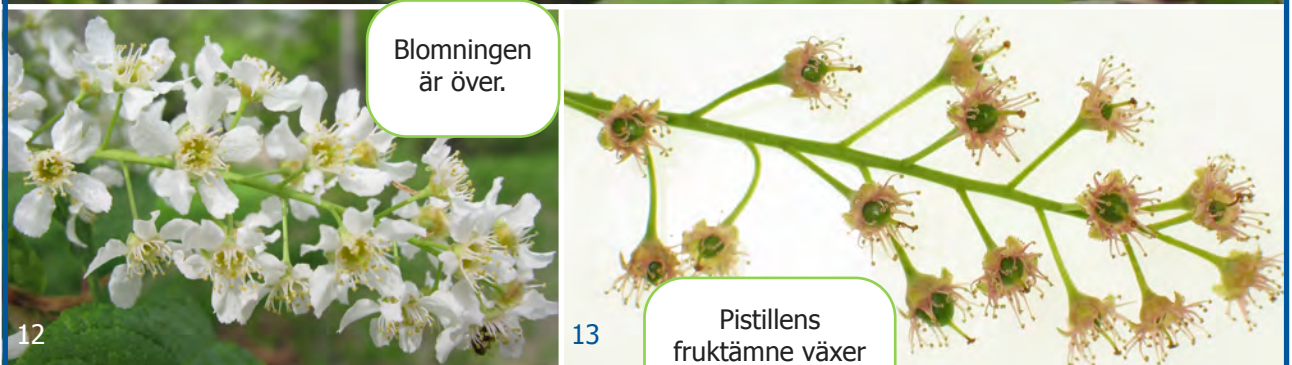 Blomningen
är över.
12
13
Pistillens
fruktämne växer